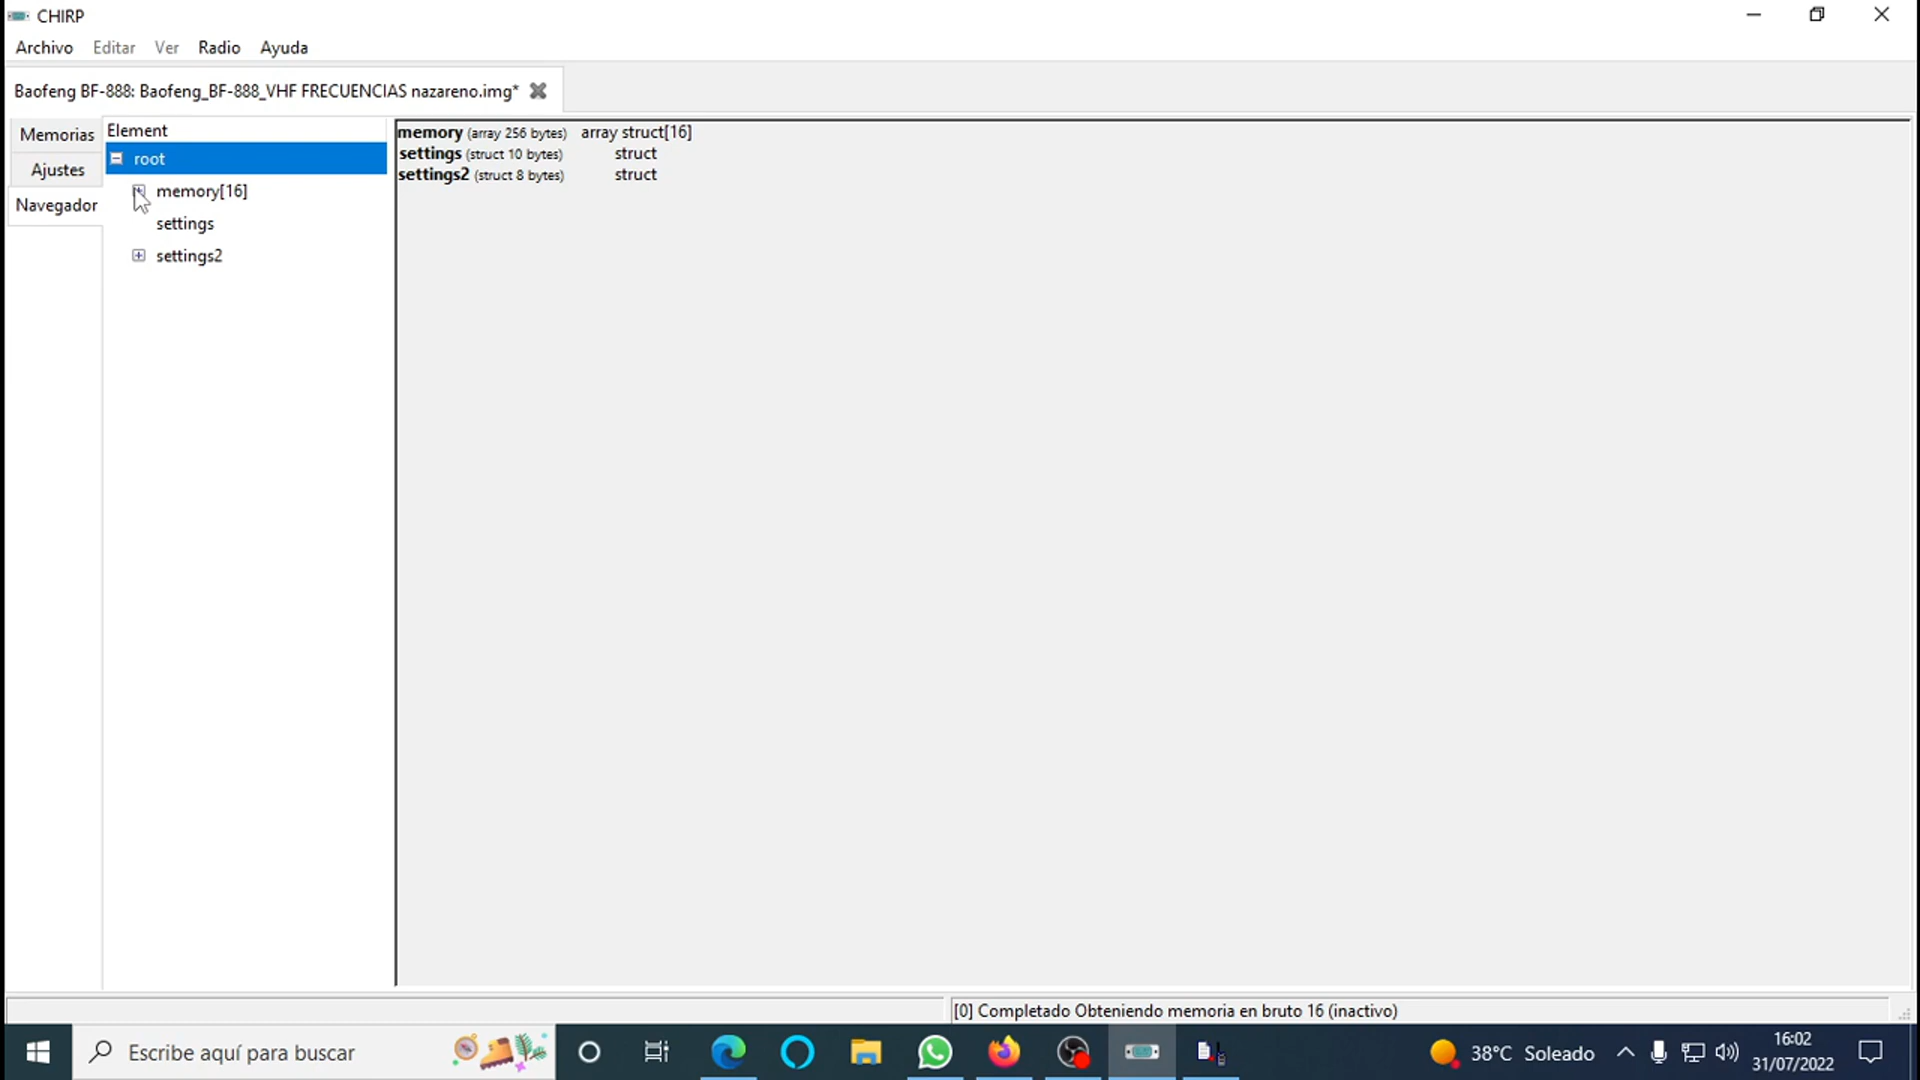 CHIRP
Archivo Editar Ver Radio Ayuda
Baofeng BF-888: Baofeng_BF-888_VHF FRECUENCIAS nazareno.img*
Memorias
Ajustes
Navegador
Element
root
memory[16]
settings
settings2
memory (array 256 bytes) array struct[16]
settings (struct 10 bytes) struct
settings2 (struct 8 bytes) struct
[0] Completado Obteniendo memoria en bruto 16 (inactivo)
Escribe aquí para buscar
38°C Soleado
16:02
31/07/2022